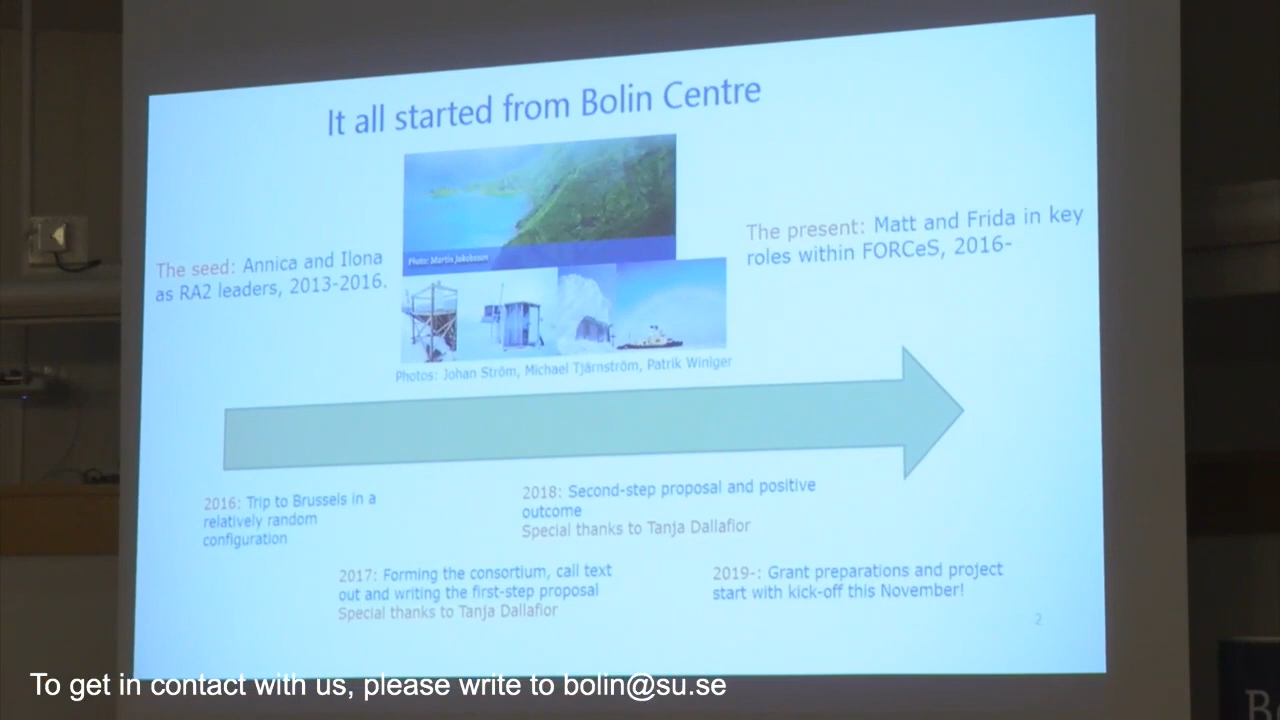 It all started from Bolin Centre
Photo: Martin Jakobsson
The seed: Annica and Ilona
as RA2 leaders, 2013-2016.
The present: Matt and Frida in key
roles within FORCeS, 2016-
Photos: Johan Ström, Michael Tjärnström, Patrik Winiger
2016: Trip to Brussels in a
relatively random
configuration
2018: Second-step proposal and positive
outcome
Special thanks to Tanja Dallafior
2017: Forming the consortium, call text
out and writing the first-step proposal
Special thanks to Tanja Dallafior
2019-: Grant preparations and project
start with kick-off this November!
2
To get in contact with us, please write to bolin@su.se